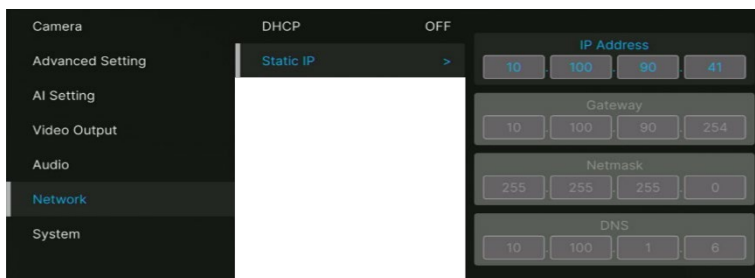 Camera
Advanced Setting
AI Setting
Video Output
Audio
Network
System
DHCP OFF
Static IP >
IP Address
10 . 100 . 90 . 41
Gateway
10 . 100 . 90 . 254
Netmask
255 . 255 . 255 . 0
DNS
10 . 100 . 1 . 6